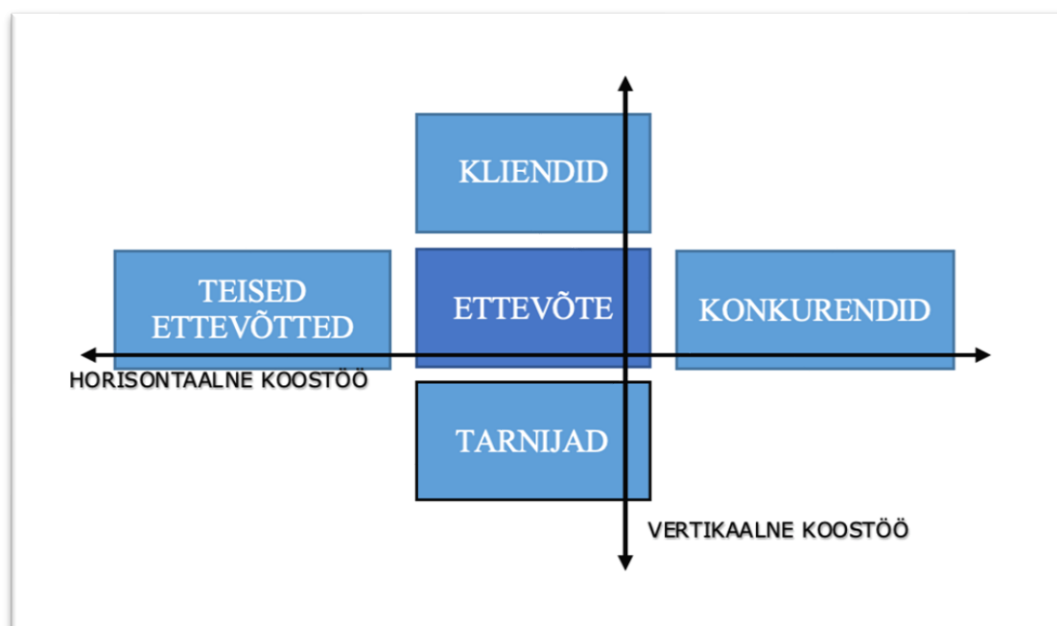 KLIENDID
TEISED
ETTEVÕTTED
ETTEVÕTE
KONKURENDID
HORISONTAALNE KOOSTÖÖ
TARNIJAD
VERTIKAALNE KOOSTÖÖ